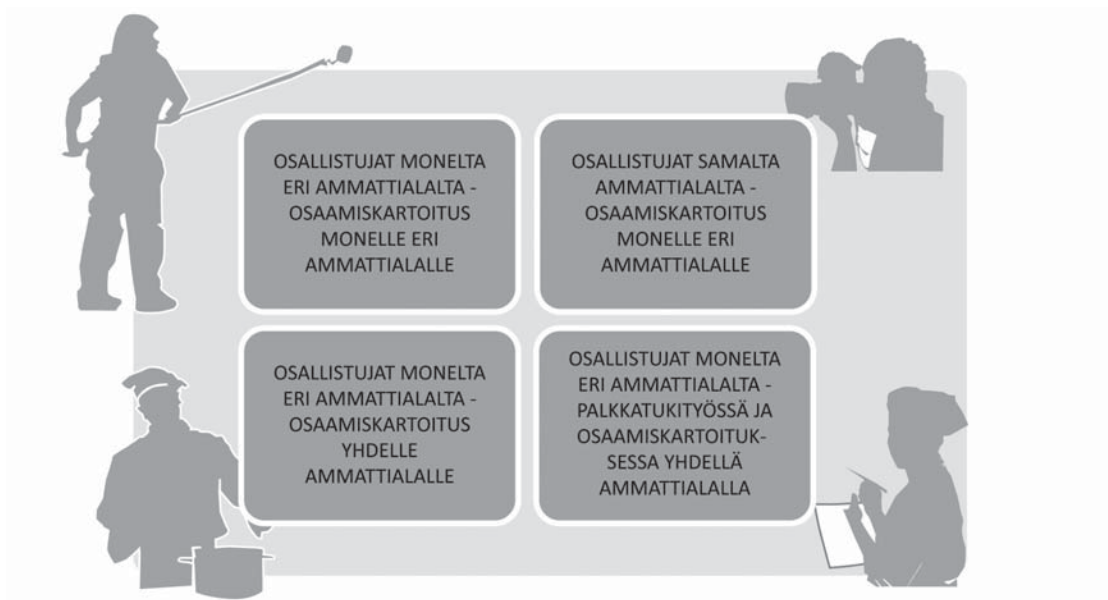 OSALLISTUJAT MONELTA
ERI AMMATTIALALTA -
OSAAMISKARTOITUS
MONELLE ERI
AMMATTIALALLE
OSALLISTUJAT SAMALTA
AMMATTIALALTA -
OSAAMISKARTOITUS
MONELLE ERI
AMMATTIALALLE
OSALLISTUJAT MONELTA
ERI AMMATTIALALTA -
OSAAMISKARTOITUS
YHDELLE
AMMATTIALALLE
OSALLISTUJAT MONELTA
ERI AMMATTIALALTA -
PALKKATUKITYÖSSÄ JA
OSAAMISKARTOITUK-
SESSA YHDELLÄ
AMMATTIALALLA